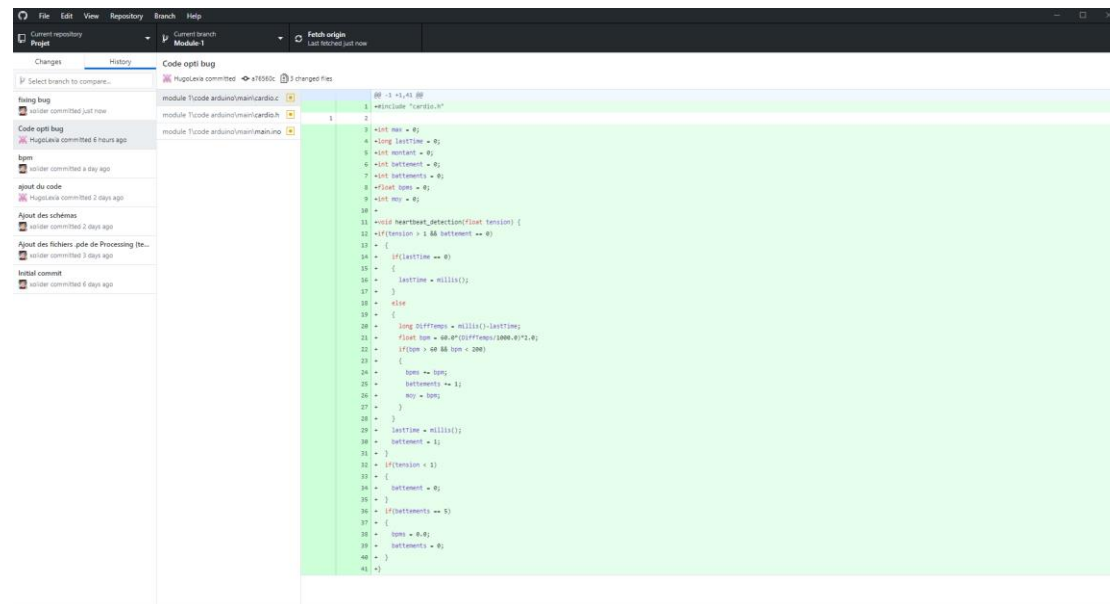 File Edit View Repository Branch Help
Current repository
Projet
Current branch
Module-1
Fetch origin
Last fetched just now
Changes History
Select branch to compare...
fixing bug
xolider committed just now
Code opti bug
HugoLexia committed 6 hours ago
bpm
xolider committed a day ago
ajout du code
HugoLexia committed 2 days ago
Ajout des schémas
xolider committed 2 days ago
Ajout des fichiers .pde de Processing (te...
xolider committed 3 days ago
Initial commit
xolider committed 6 days ago
Code opti bug
HugoLexia committed a76560c 3 changed files
module 1\code arduino\main\cardio.c
module 1\code arduino\main\cardio.h
module 1\code arduino\main\main.ino
@@ -1 +1,41 @@
1 +#include "cardio.h"
1 2
3 +int max = 0;
4 +long lastTime = 0;
5 +int montant = 0;
6 +int battement = 0;
7 +int battements = 0;
8 +float bpms = 0;
9 +int moy = 0;
10 +
11 +void heartbeat_detection(float tension) {
12 +if(tension > 1 && battement == 0)
13 + {
14 + if(lastTime == 0)
15 + {
16 + lastTime = millis();
17 + }
18 + else
19 + {
20 + long DiffTemps = millis()-lastTime;
21 + float bpm = 60.0*(DiffTemps/1000.0)*2.0;
22 + if(bpm > 60 && bpm < 200)
23 + {
24 + bpms += bpm;
25 + battements += 1;
26 + moy = bpm;
27 + }
28 + }
29 + lastTime = millis();
30 + battement = 1;
31 + }
32 + if(tension < 1)
33 + {
34 + battement = 0;
35 + }
36 + if(battements == 5)
37 + {
38 + bpms = 0.0;
39 + battements = 0;
40 + }
41 +}